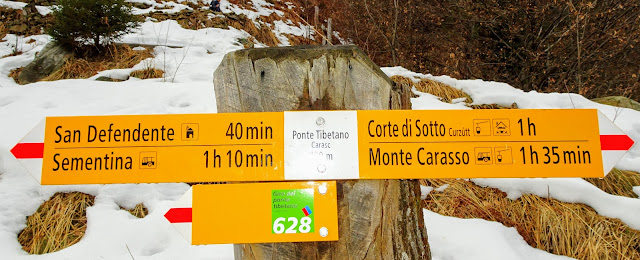 San Defendente 40 min
Sementina 1 h 10 min
Ponte Tibetano
Carasc
m
Corte di Sotto Curzútt 1 h
Monte Carasso 1 h 35 min
628